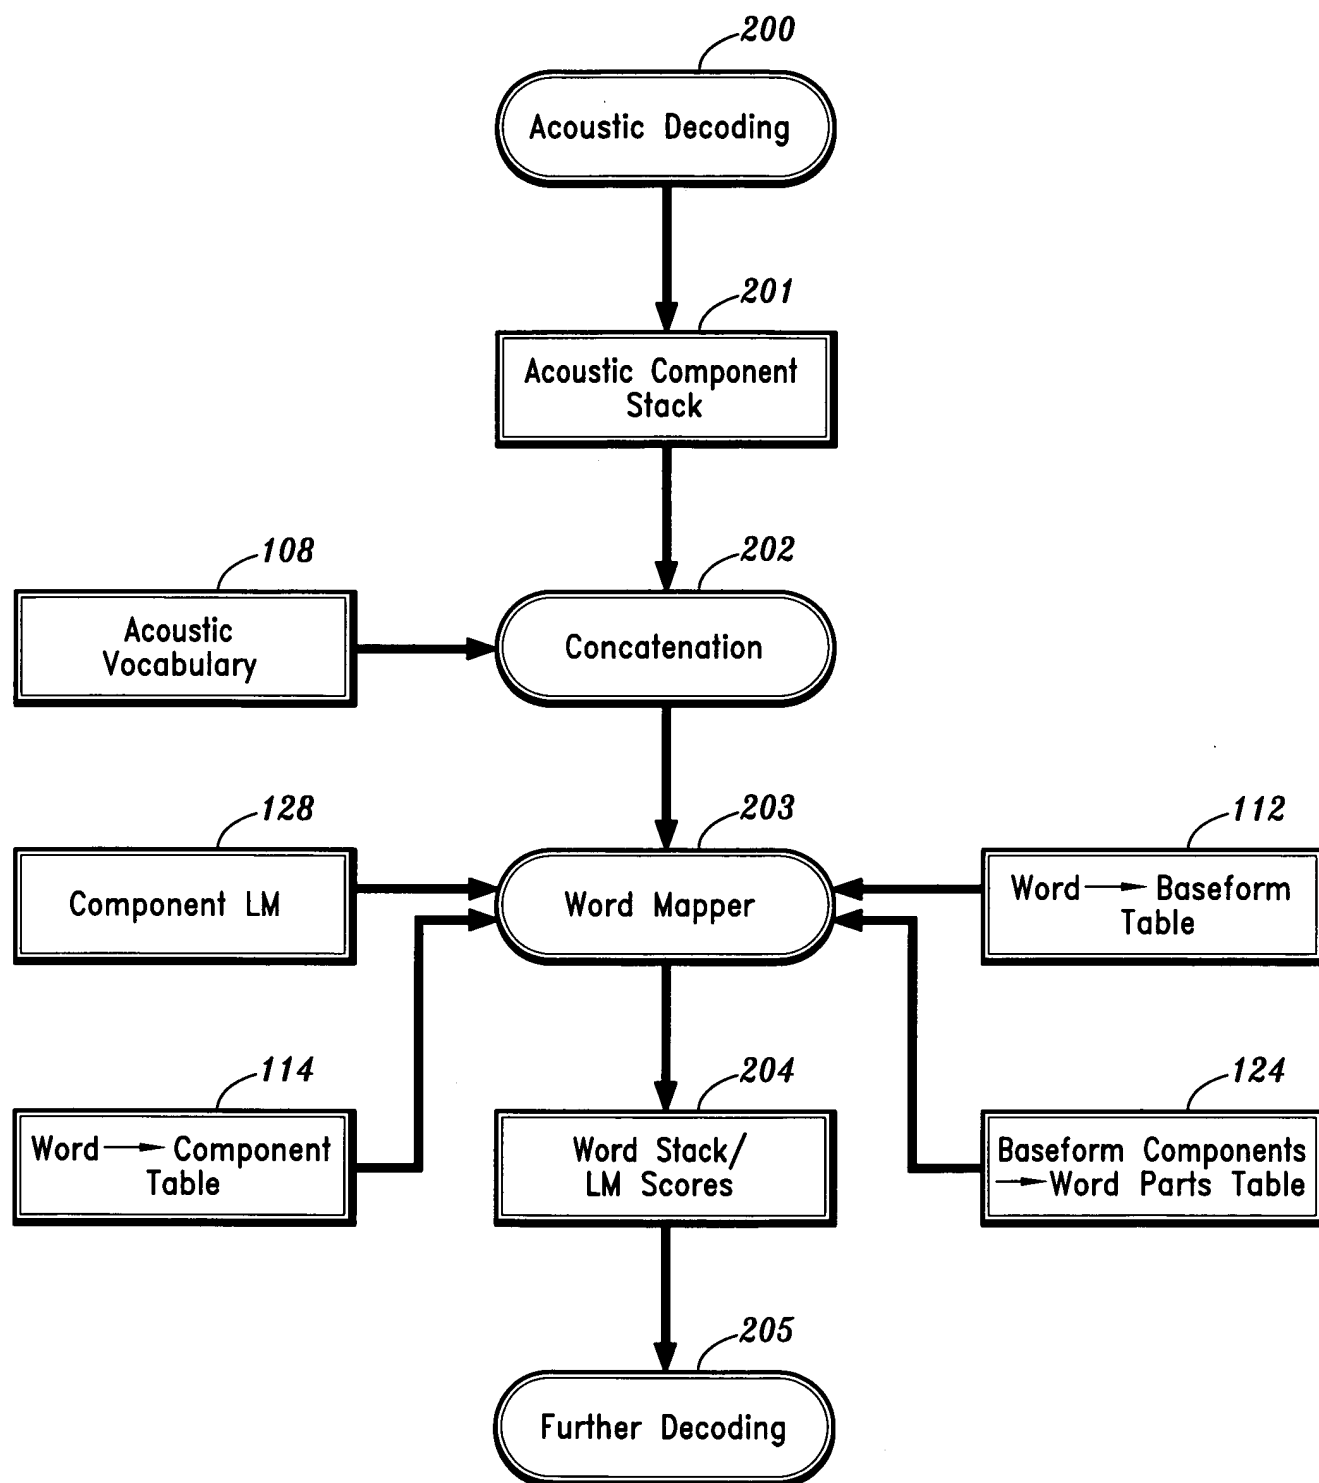 200
Acoustic Decoding
201
Acoustic Component
Stack
108
202
Acoustic
Vocabulary
Concatenation
128
203
112
Component LM
Word Mapper
Word → Baseform
Table
114
204
124
Word → Component
Table
Word Stack/
LM Scores
Baseform Components
→ Word Parts Table
205
Further Decoding